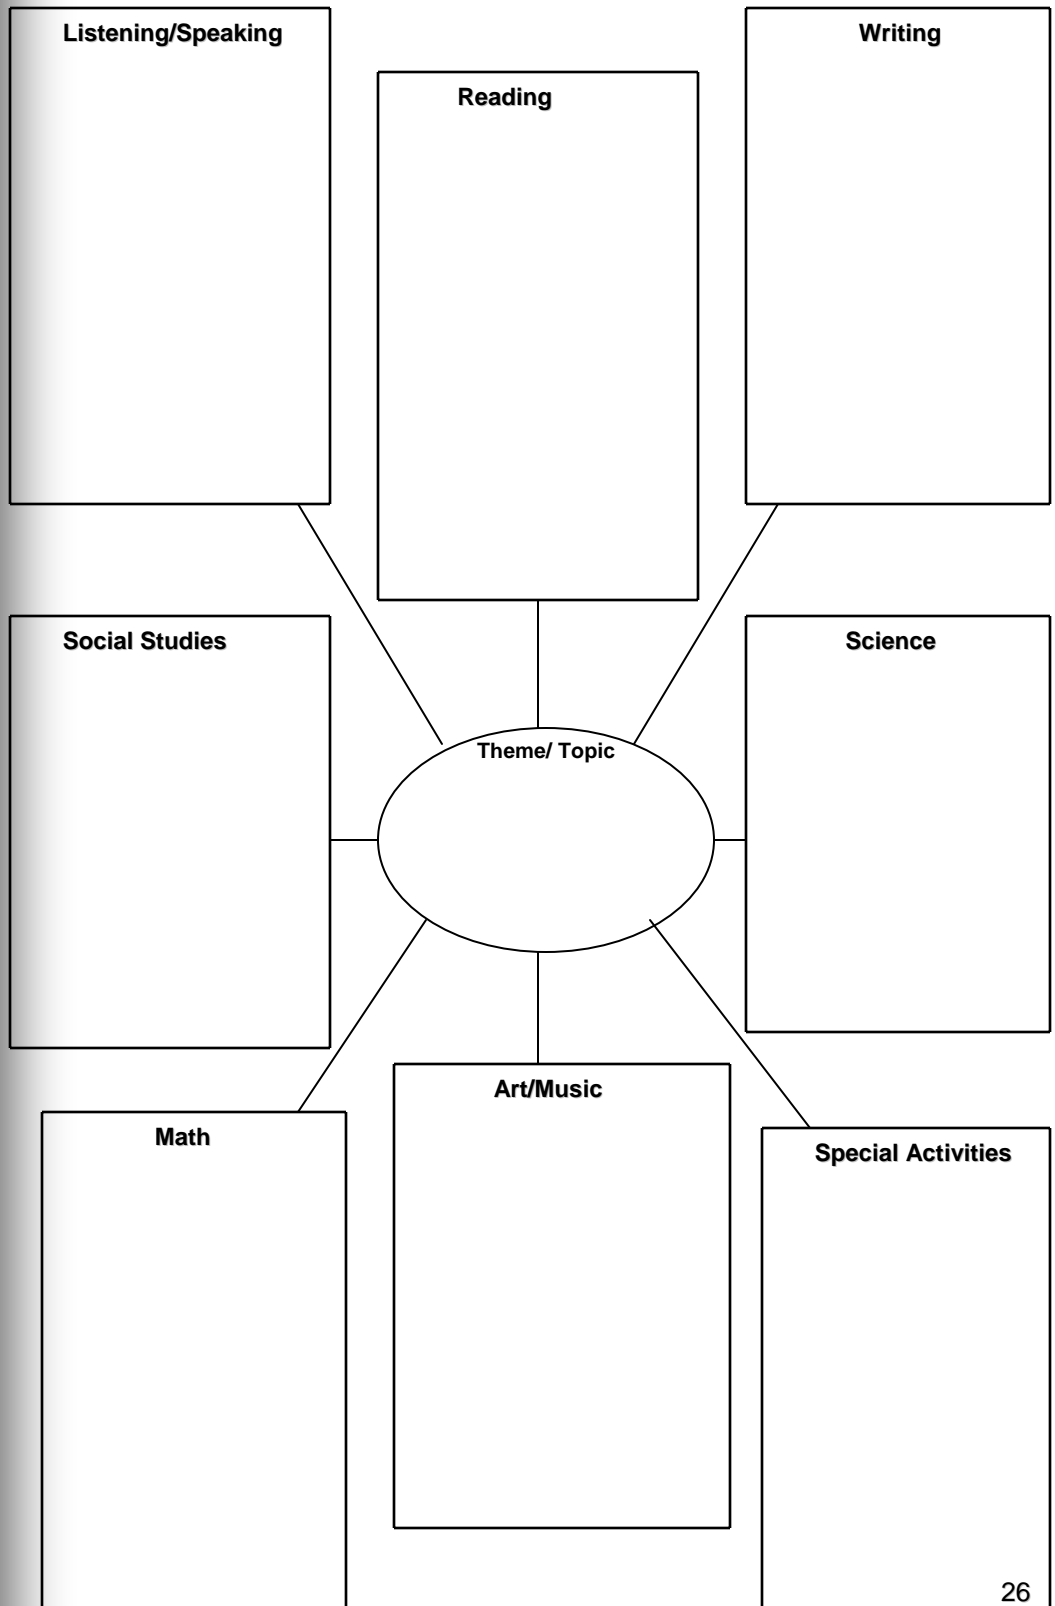 Listening/Speaking
Writing
Reading
Social Studies
Science
Theme/ Topic
Art/Music
Math
Special Activities
26